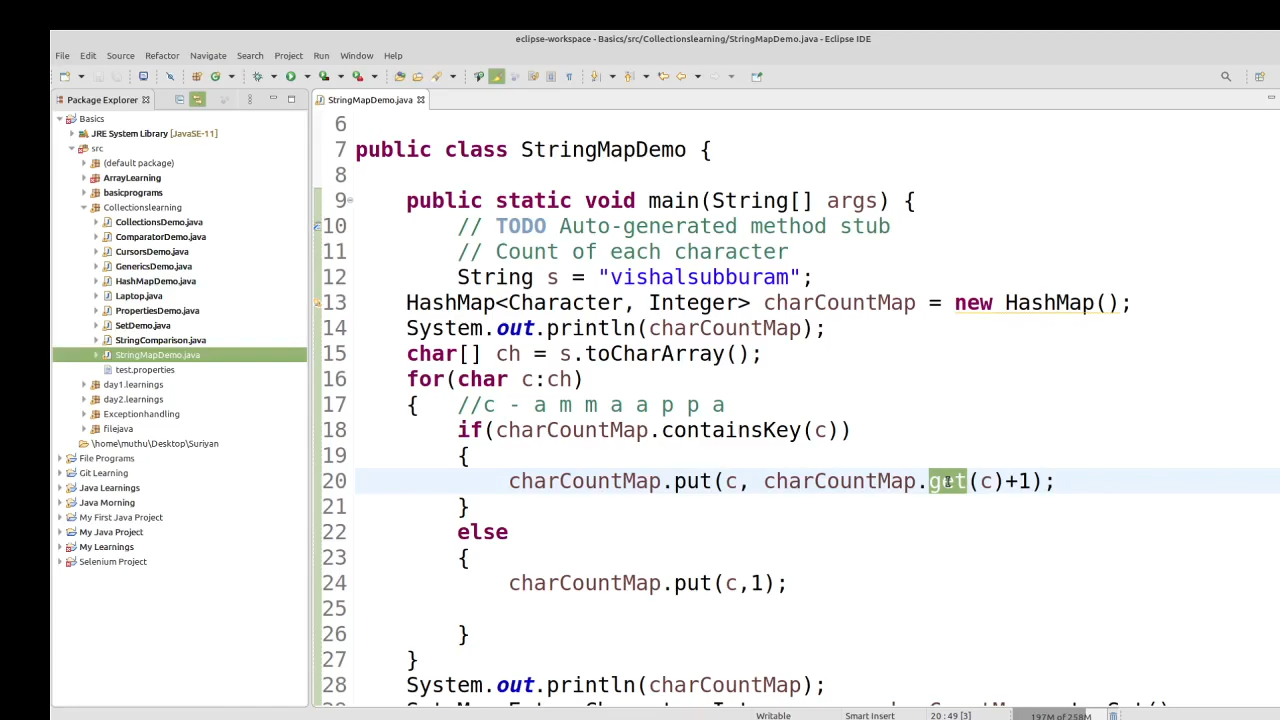 eclipse-workspace - Basics/src/Collectionslearning/StringMapDemo.java - Eclipse IDE
File Edit Source Refactor Navigate Search Project Run Window Help
Package Explorer
StringMapDemo.java
Basics
JRE System Library [JavaSE-11]
src
(default package)
ArrayLearning
basicprograms
Collectionslearning
CollectionsDemo.java
ComparatorDemo.java
CursorsDemo.java
GenericsDemo.java
HashMapDemo.java
Laptop.java
PropertiesDemo.java
SetDemo.java
StringComparison.java
StringMapDemo.java
test.properties
day1.learnings
day2.learnings
Exceptionhandling
filejava
\home\muthu\Desktop\Suriyan
File Programs
Git Learning
Java Learnings
Java Morning
My First Java Project
My Java Project
My Learnings
Selenium Project
6
7 public class StringMapDemo {
8
9 public static void main(String[] args) {
10 // TODO Auto-generated method stub
11 // Count of each character
12 String s = "vishalsubburam";
13 HashMap<Character, Integer> charCountMap = new HashMap();
14 System.out.println(charCountMap);
15 char[] ch = s.toCharArray();
16 for(char c:ch)
17 { //c - a m m a a p p a
18 if(charCountMap.containsKey(c))
19 {
20 charCountMap.put(c, charCountMap.get(c)+1);
21 }
22 else
23 {
24 charCountMap.put(c,1);
25
26 }
27 }
28 System.out.println(charCountMap);
Writable Smart Insert 20 : 49 [3] 197M of 258M